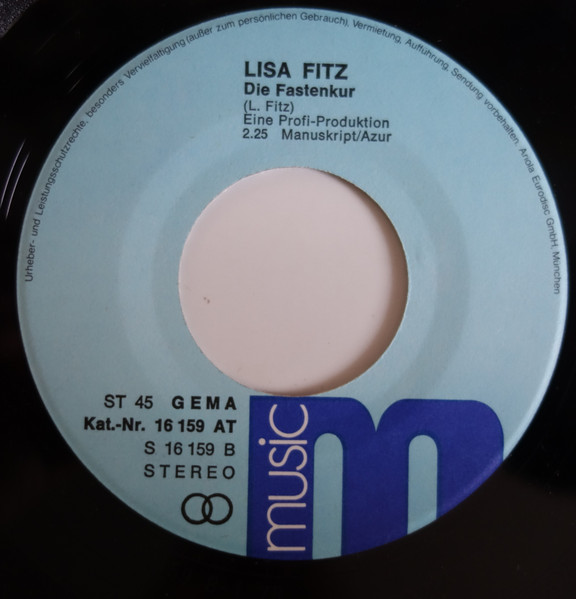 Urheber- und Leistungsschutzrechte, besonders Vervielfältigung (außer zum persönlichen Gebrauch), Vermietung, Aufführung, Sendung vorbehalten. Ariola Eurodisc GmbH, München
LISA FITZ
Die Fastenkur
(L. Fitz)
Eine Profi-Produktion
2.25 Manuskript/Azur
ST 45 GEMA
Kat.-Nr. 16 159 AT
S 16 159 B
STEREO
music
m